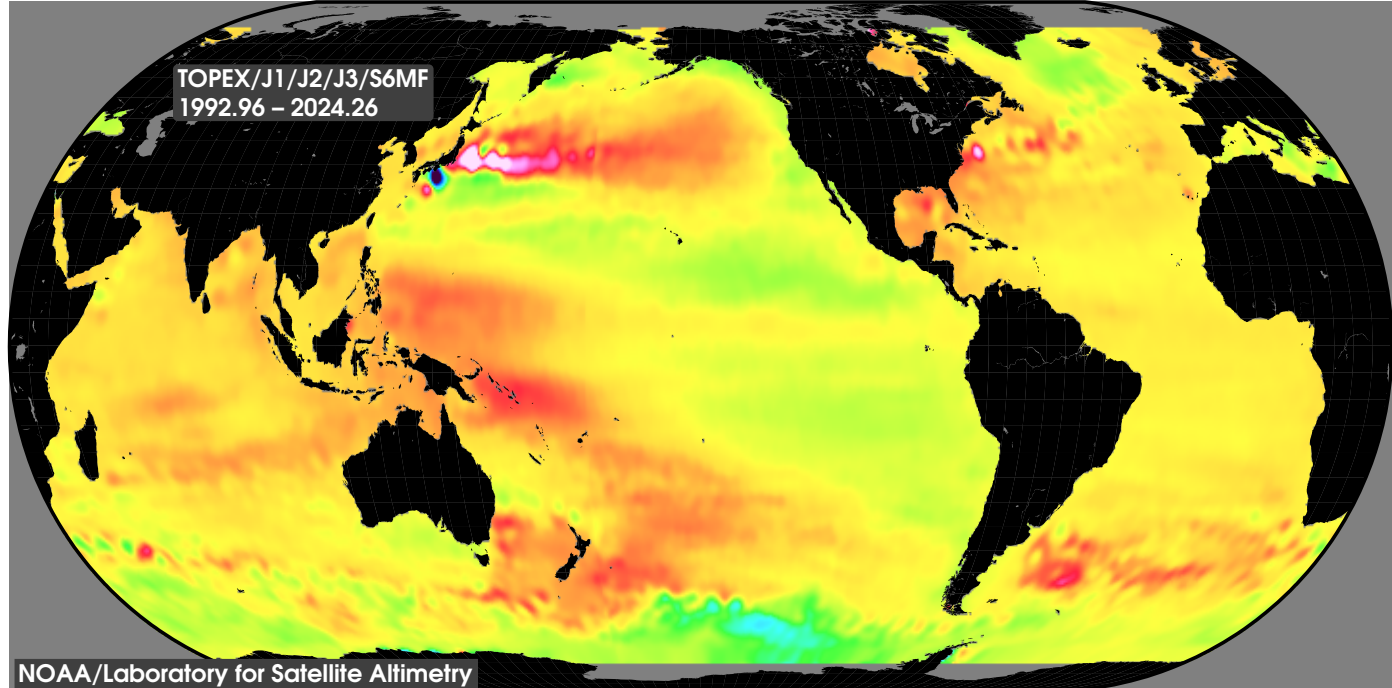 TOPEX/J1/J2/J3/S6MF
1992.96 – 2024.26
NOAA/Laboratory for Satellite Altimetry